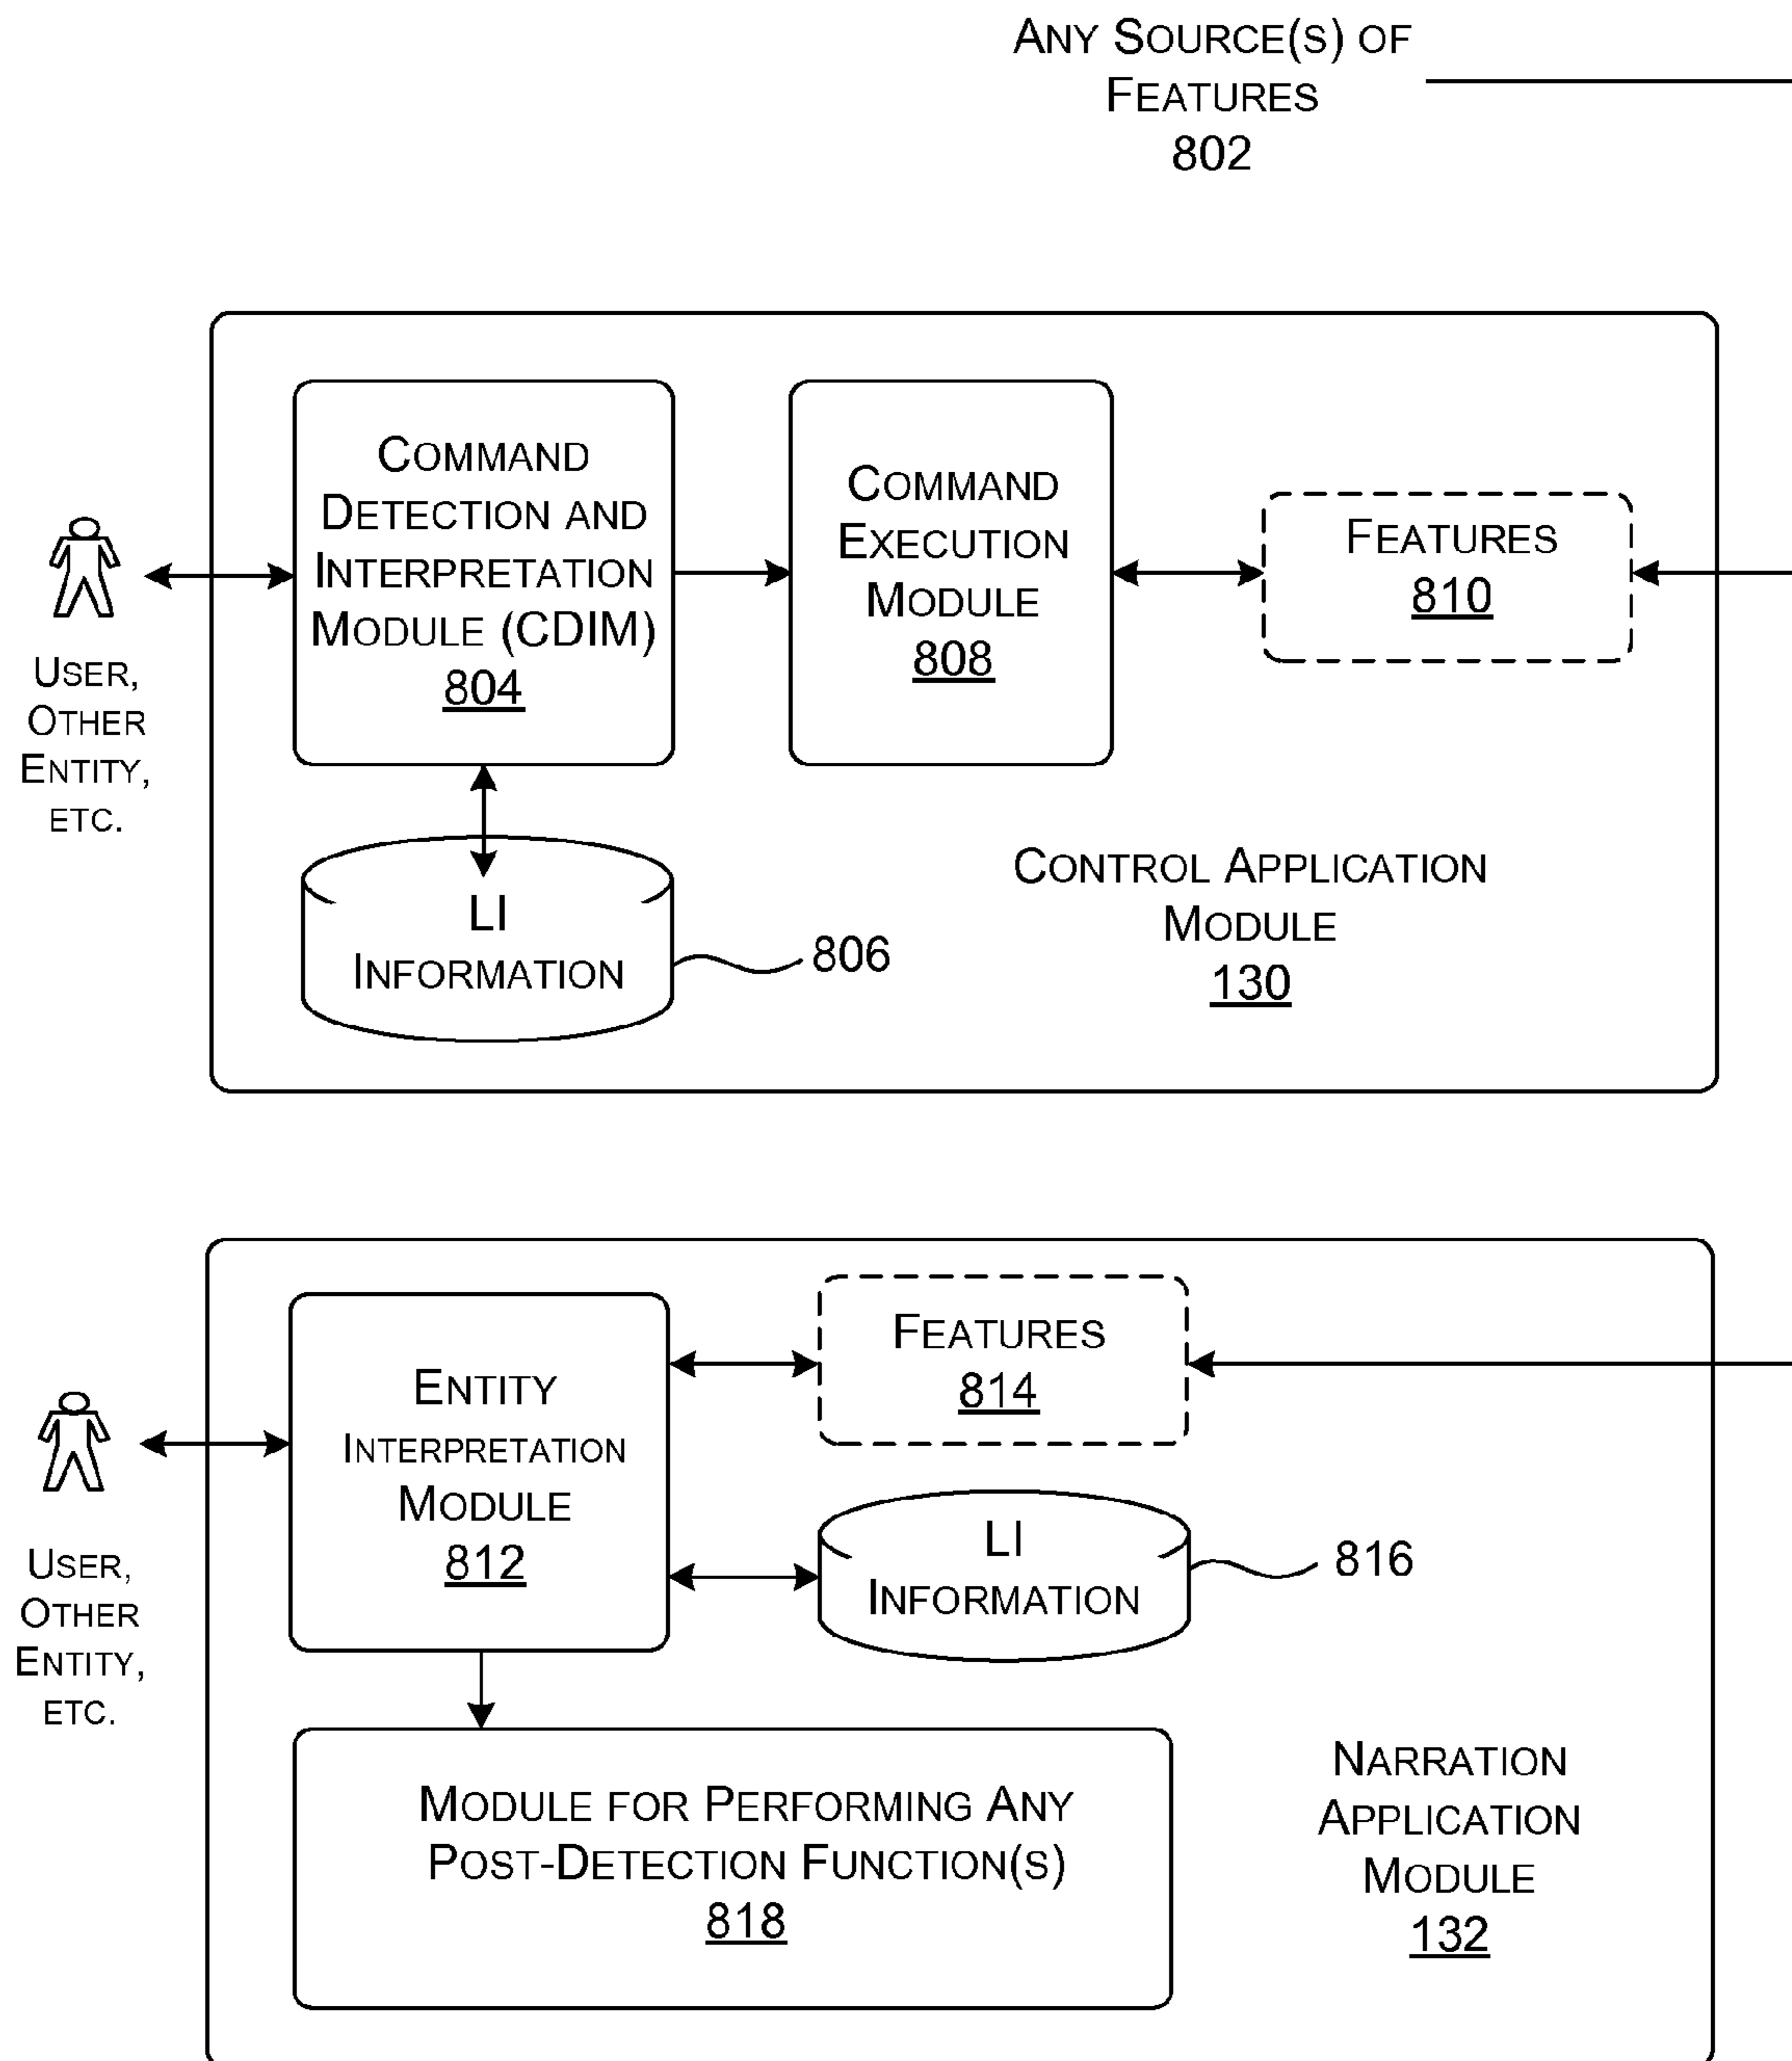 ANY SOURCE(S) OF
FEATURES
802
COMMAND
DETECTION AND
INTERPRETATION
MODULE (CDIM)
804
COMMAND
EXECUTION
MODULE
808
FEATURES
810
USER,
OTHER
ENTITY,
ETC.
LI
INFORMATION
806
CONTROL APPLICATION
MODULE
130
ENTITY
INTERPRETATION
MODULE
812
FEATURES
814
USER,
OTHER
ENTITY,
ETC.
LI
INFORMATION
816
MODULE FOR PERFORMING ANY
POST-DETECTION FUNCTION(S)
818
NARRATION
APPLICATION
MODULE
132